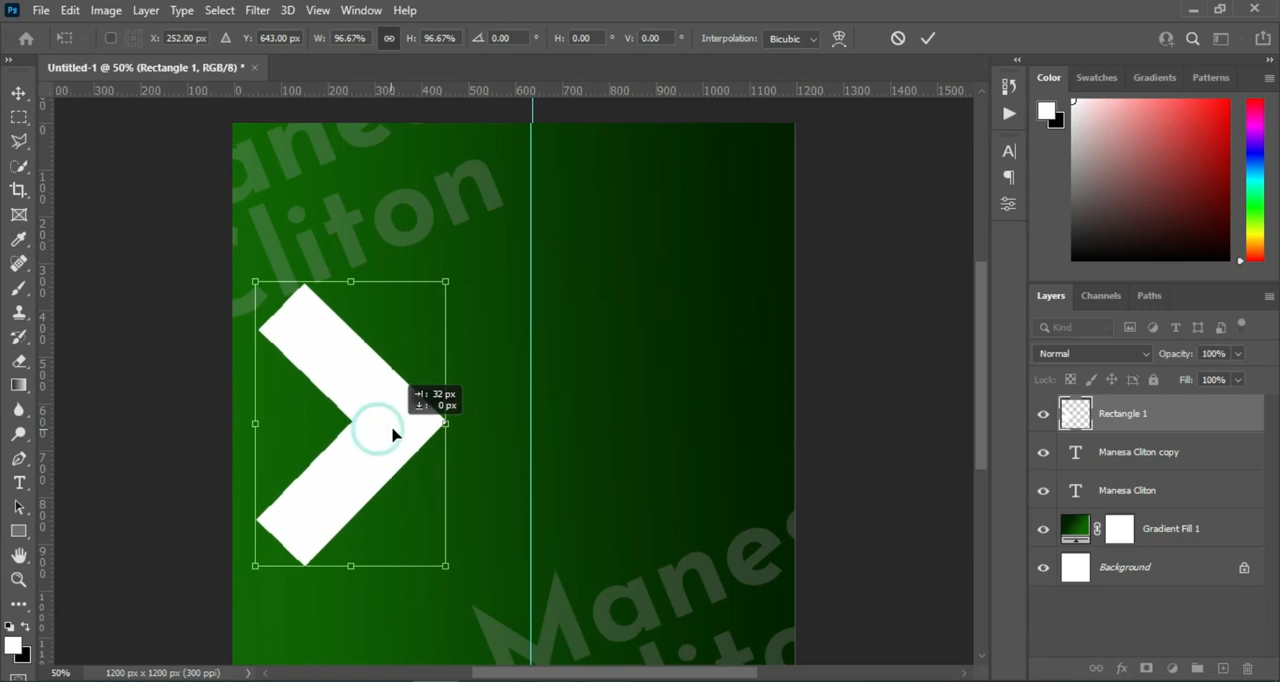 Ps File Edit Image Layer Type Select Filter 3D View Window Help
X: 252.00 px Y: 643.00 px W: 96.67% H: 96.67% 0.00 ° H: 0.00 ° V: 0.00 ° Interpolation: Bicubic
Untitled-1 @ 50% (Rectangle 1, RGB/8) * ×
00 300 200 100 0 100 200 300 400 500 600 700 800 900 1000 1100 1200 1300 1400 1500
Color Swatches Gradients Patterns
Manesa
Cliton
32 px
0 px
Layers Channels Paths
Kind
Normal Opacity: 100%
Lock: Fill: 100%
Rectangle 1
Manesa Cliton copy
Manesa Cliton
Gradient Fill 1
Background
50% 1200 px x 1200 px (300 ppi)